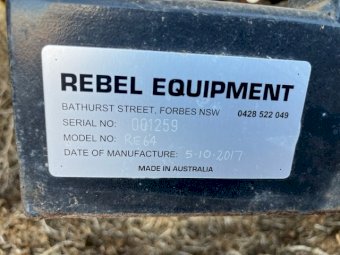 REBEL EQUIPMENT
BATHURST STREET, FORBES NSW 0428 522 049
SERIAL NO: 001259
MODEL NO: RE64
DATE OF MANUFACTURE: 5-10-2017
MADE IN AUSTRALIA